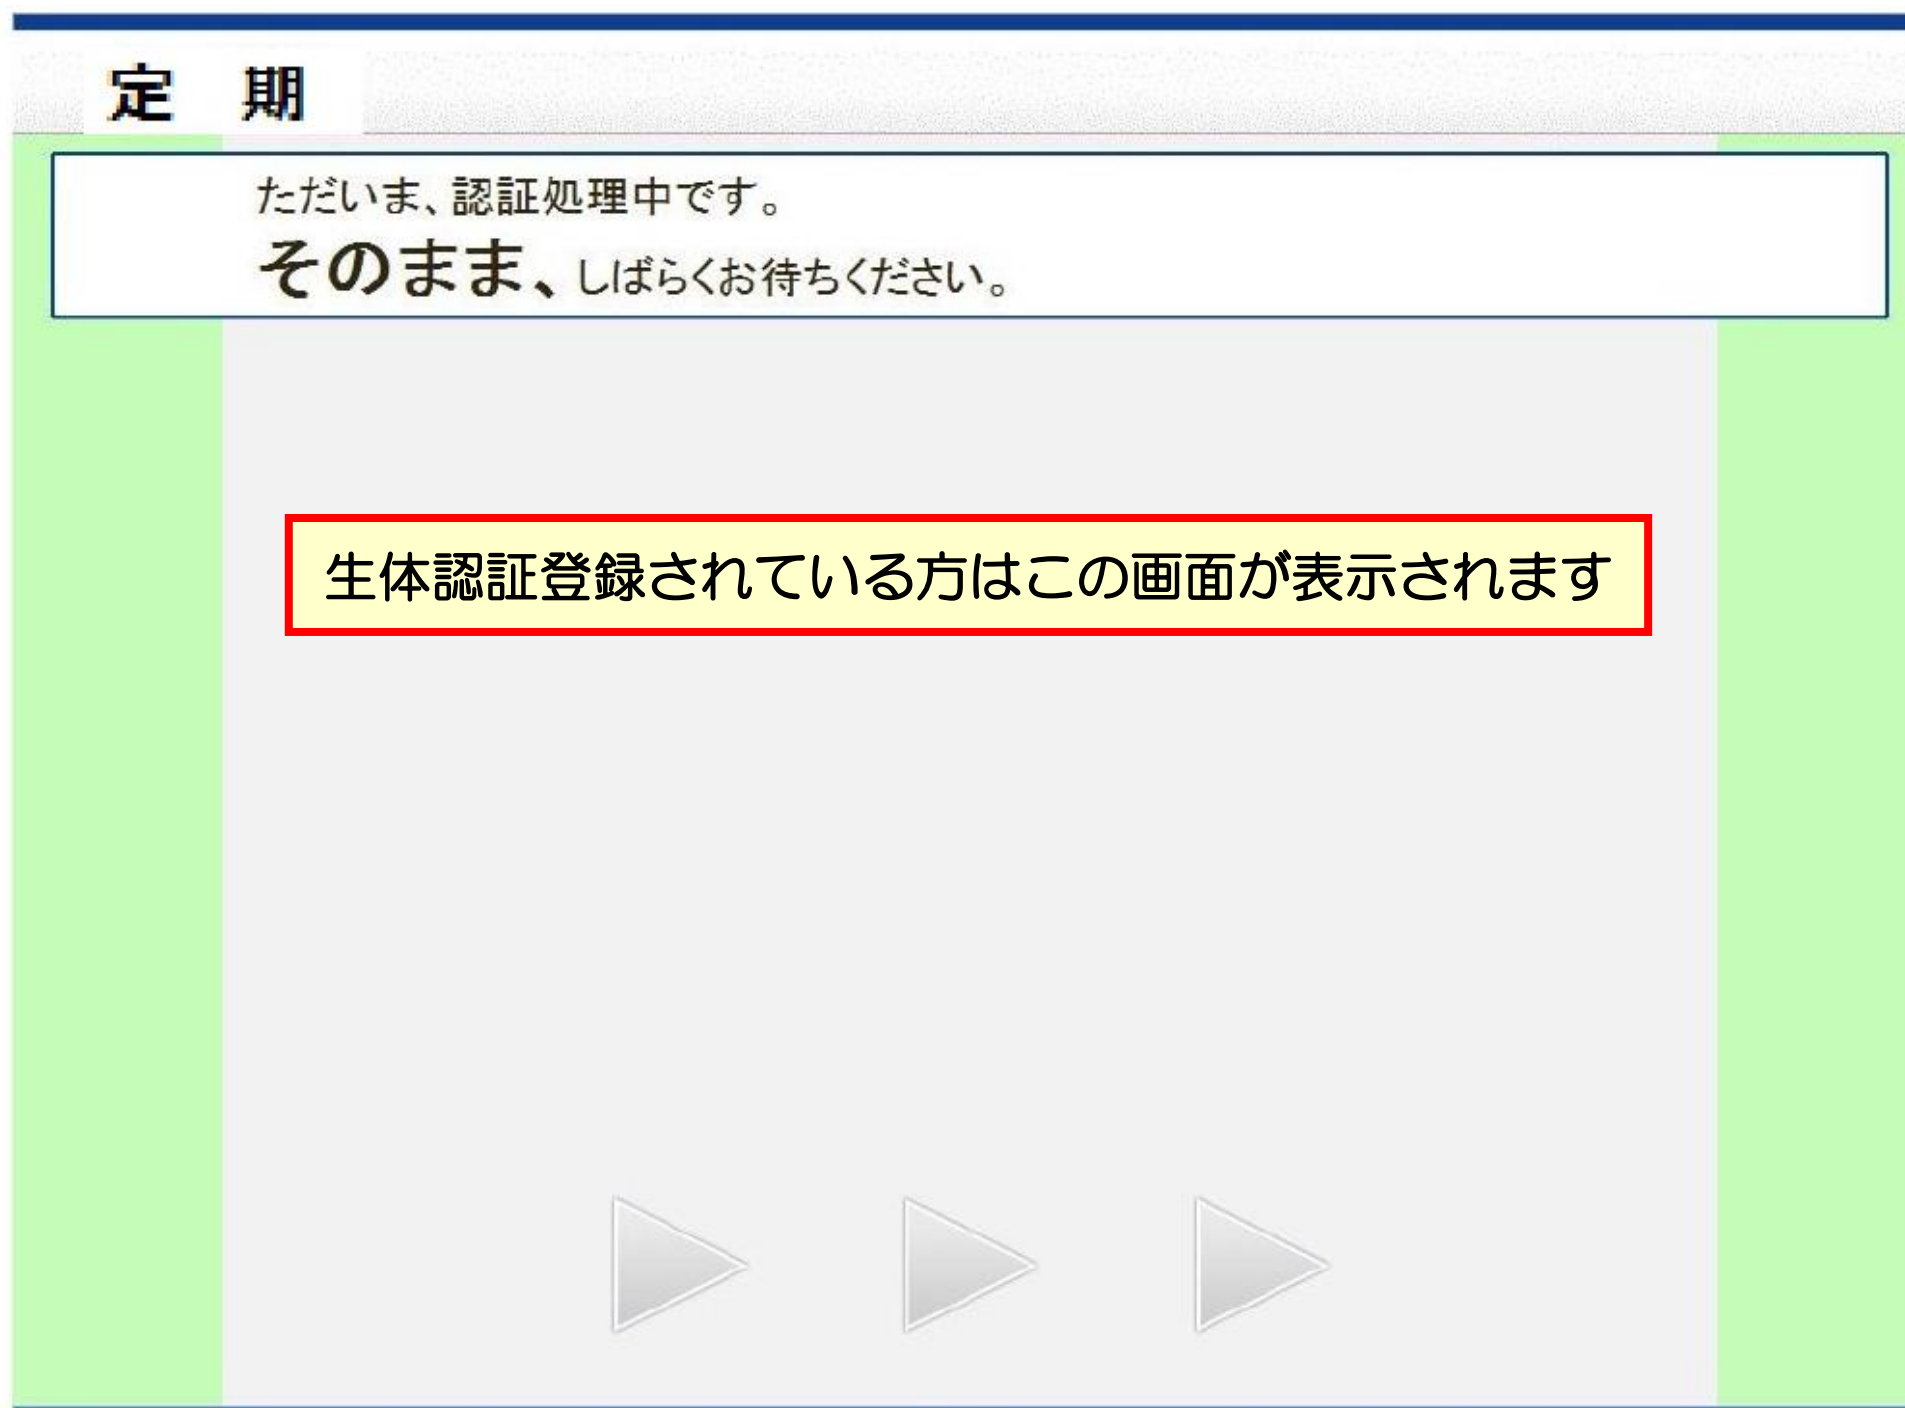 定　期
ただいま、認証処理中です。
そのまま、しばらくお待ちください。
生体認証登録されている方はこの画面が表示されます